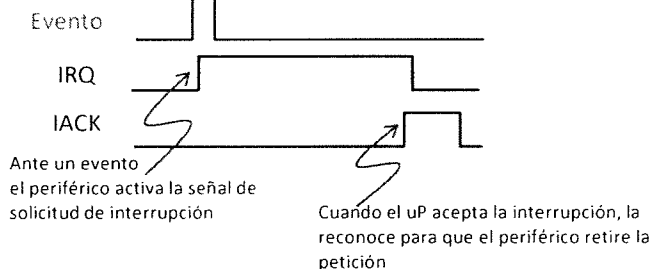 Evento
IRQ
IACK
Ante un evento
el periférico activa la señal de
solicitud de interrupción
Cuando el uP acepta la interrupción, la
reconoce para que el periférico retire la
petición